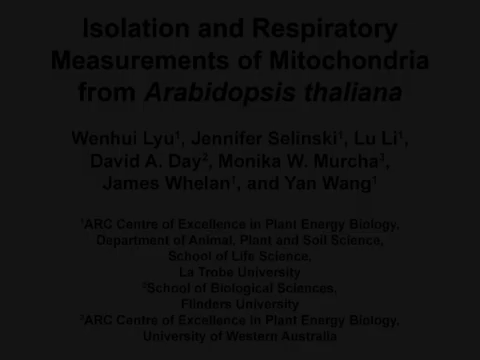 Isolation and Respiratory
Measurements of Mitochondria
from Arabidopsis thaliana
Wenhui Lyu¹, Jennifer Selinski¹, Lu Li¹,
David A. Day², Monika W. Murcha³,
James Whelan¹, and Yan Wang¹
¹ARC Centre of Excellence in Plant Energy Biology,
Department of Animal, Plant and Soil Science,
School of Life Science,
La Trobe University
²School of Biological Sciences,
Flinders University
³ARC Centre of Excellence in Plant Energy Biology,
University of Western Australia